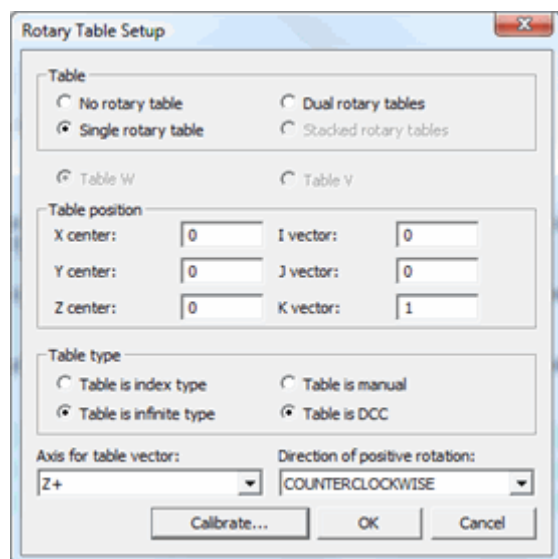 Rotary Table Setup
Table
No rotary table Dual rotary tables
Single rotary table Stacked rotary tables
Table W Table V
Table position
X center: 0 I vector: 0
Y center: 0 J vector: 0
Z center: 0 K vector: 1
Table type
Table is index type Table is manual
Table is infinite type Table is DCC
Axis for table vector: Direction of positive rotation:
Z+ COUNTERCLOCKWISE
Calibrate... OK Cancel